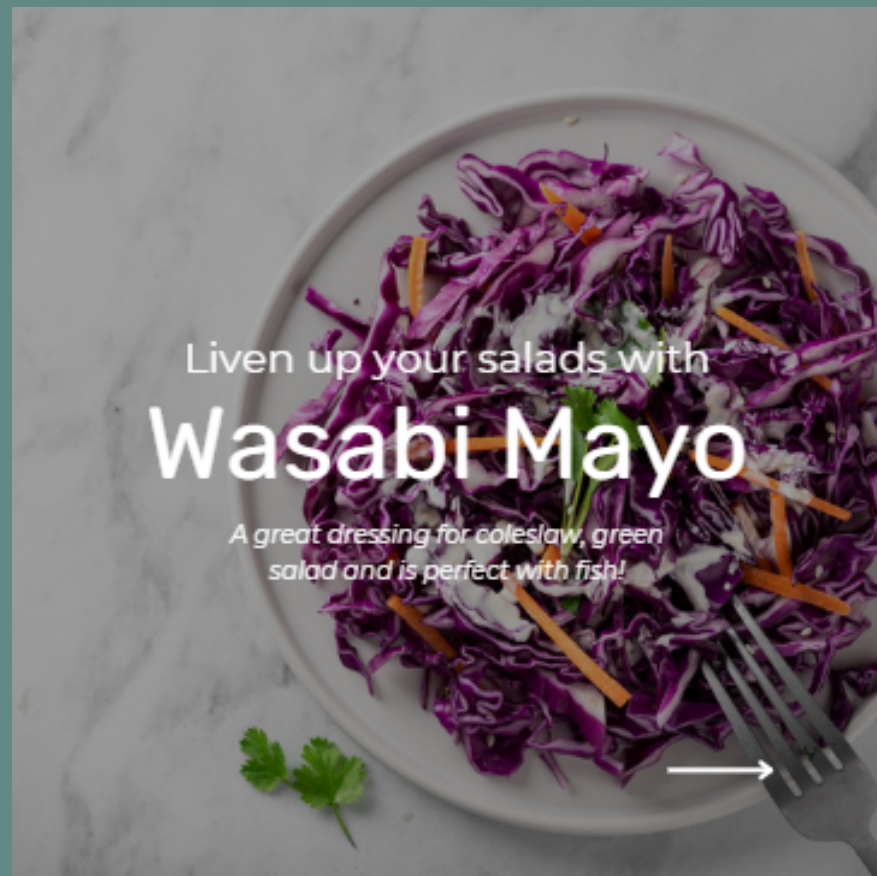 Liven up your salads with
Wasabi Mayo
A great dressing for coleslaw, green
salad and is perfect with fish!